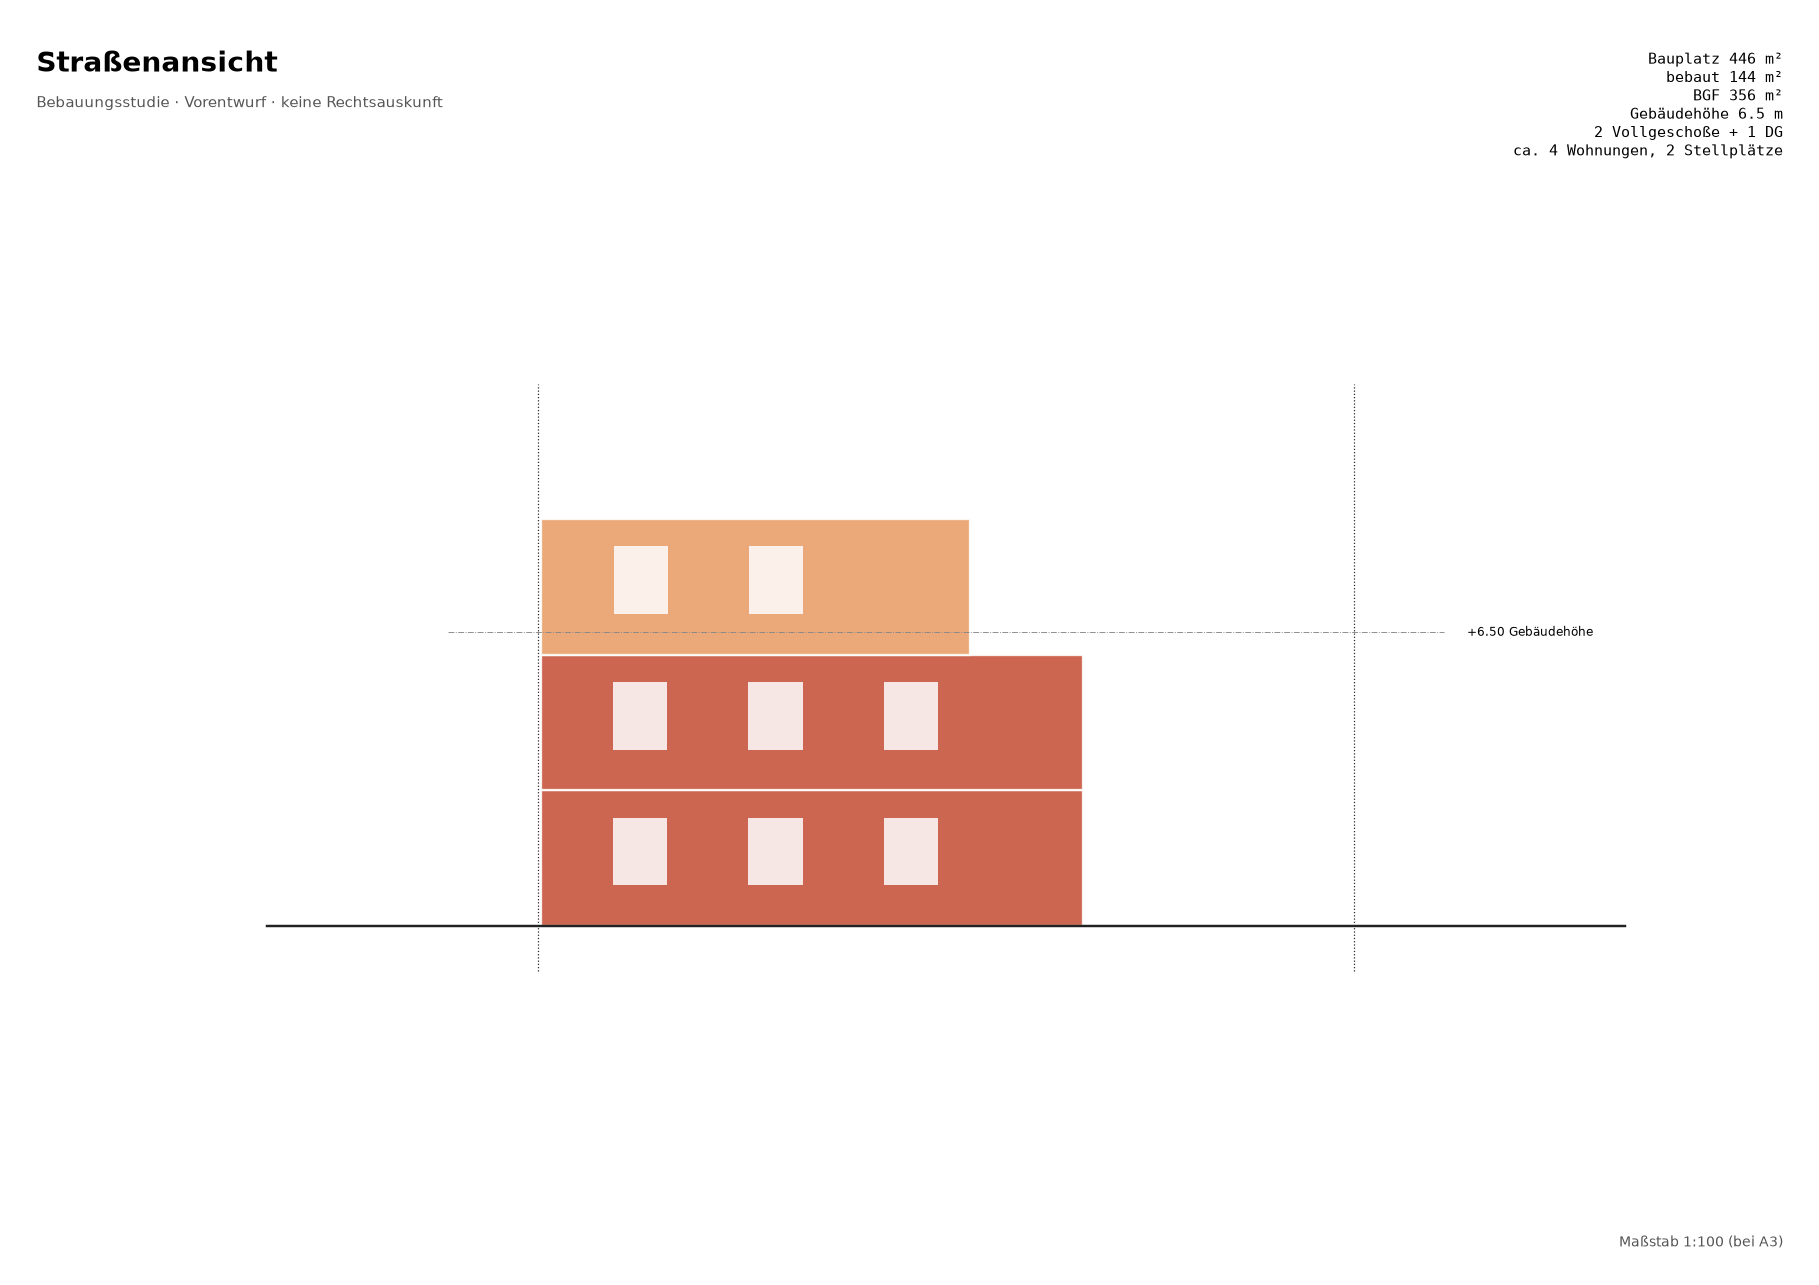 Straßenansicht
Bebauungsstudie · Vorentwurf · keine Rechtsauskunft
Bauplatz 446 m²
bebaut 144 m²
BGF 356 m²
Gebäudehöhe 6.5 m
2 Vollgeschoße + 1 DG
ca. 4 Wohnungen, 2 Stellplätze
+6.50 Gebäudehöhe
Maßstab 1:100 (bei A3)